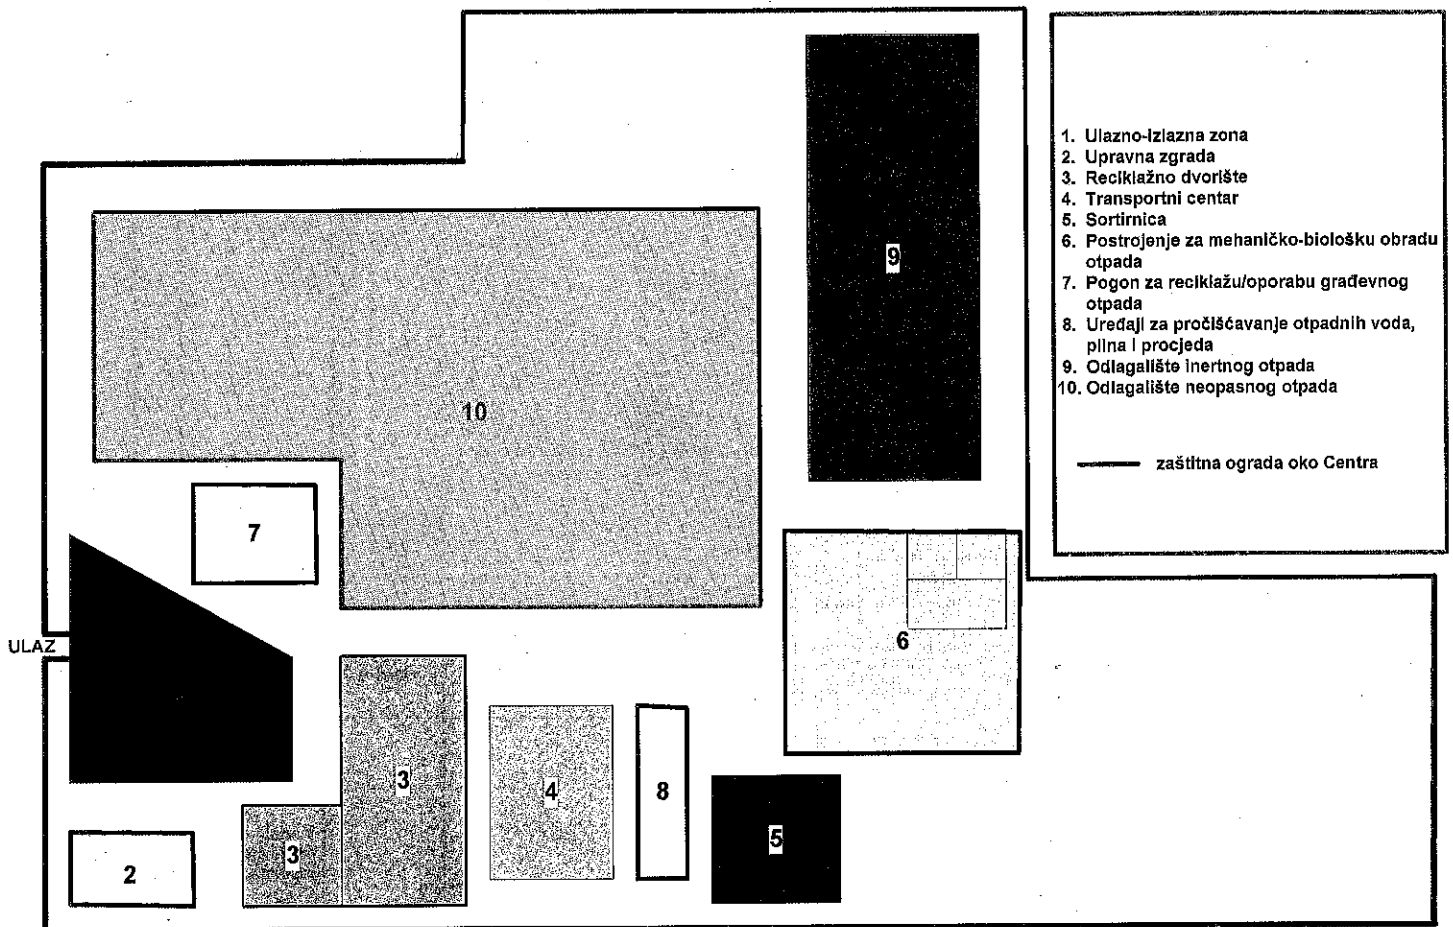 1. Ulazno-izlazna zona
2. Upravna zgrada
3. Reciklažno dvorište
4. Transportni centar
5. Sortirnica
6. Postrojenje za mehaničko-biološku obradu
otpada
7. Pogon za reciklažu/oporabu građevnog
otpada
8. Uređaji za pročišćavanje otpadnih voda,
plina i procjeda
9. Odlagalište inertnog otpada
10. Odlagalište neopasnog otpada
zaštitna ograda oko Centra
9
10
7
ULAZ
6
3
4
8
5
3
2